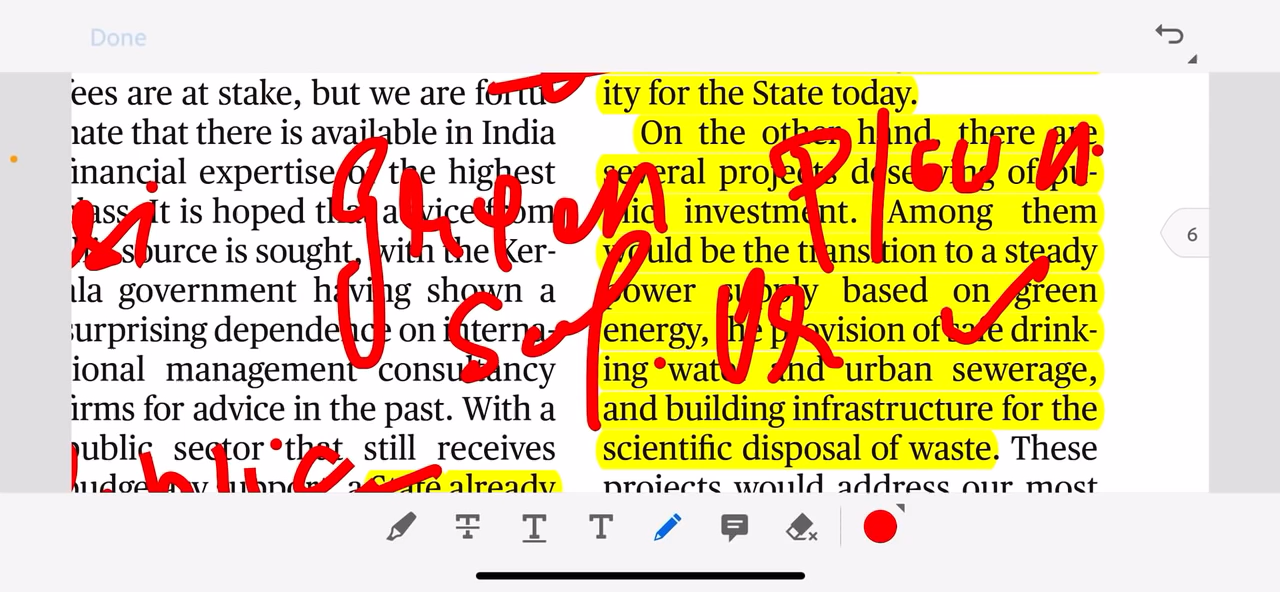 Done
ees are at stake, but we are fortu-
nate that there is available in India
inancial expertise of the highest
lass. It is hoped that advice from
source is sought, with the Ker-
ala government having shown a
surprising dependence on interna-
ional management consultancy
irms for advice in the past. With a
public sector that still receives
budgetary support, a State already
ity for the State today.
On the other hand, there are
several projects deserving of pu-
blic investment. Among them
would be the transition to a steady
power supply based on green
energy, the provision of safe drink-
ing water and urban sewerage,
and building infrastructure for the
scientific disposal of waste. These
projects would address our most
green
6